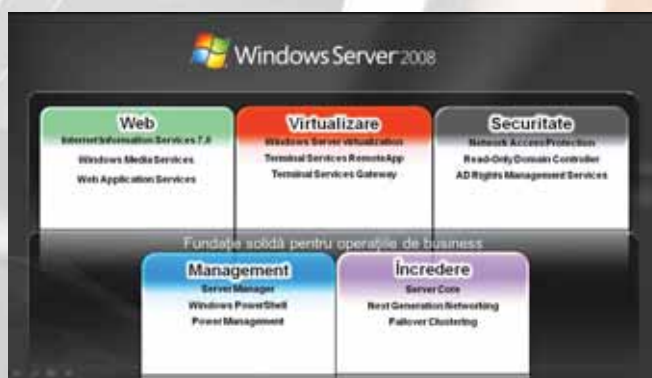 Windows Server 2008
Web
Internet Information Services 7.0
Windows Media Services
Web Application Services
Virtualizare
Windows Server virtualization
Terminal Services RemoteApp
Terminal Services Gateway
Securitate
Network Access Protection
Read-Only Domain Controller
AD Rights Management Services
Fundaţie solidă pentru operaţiile de business
Management
Server Manager
Windows PowerShell
Power Management
Încredere
Server Core
Next Generation Networking
Failover Clustering